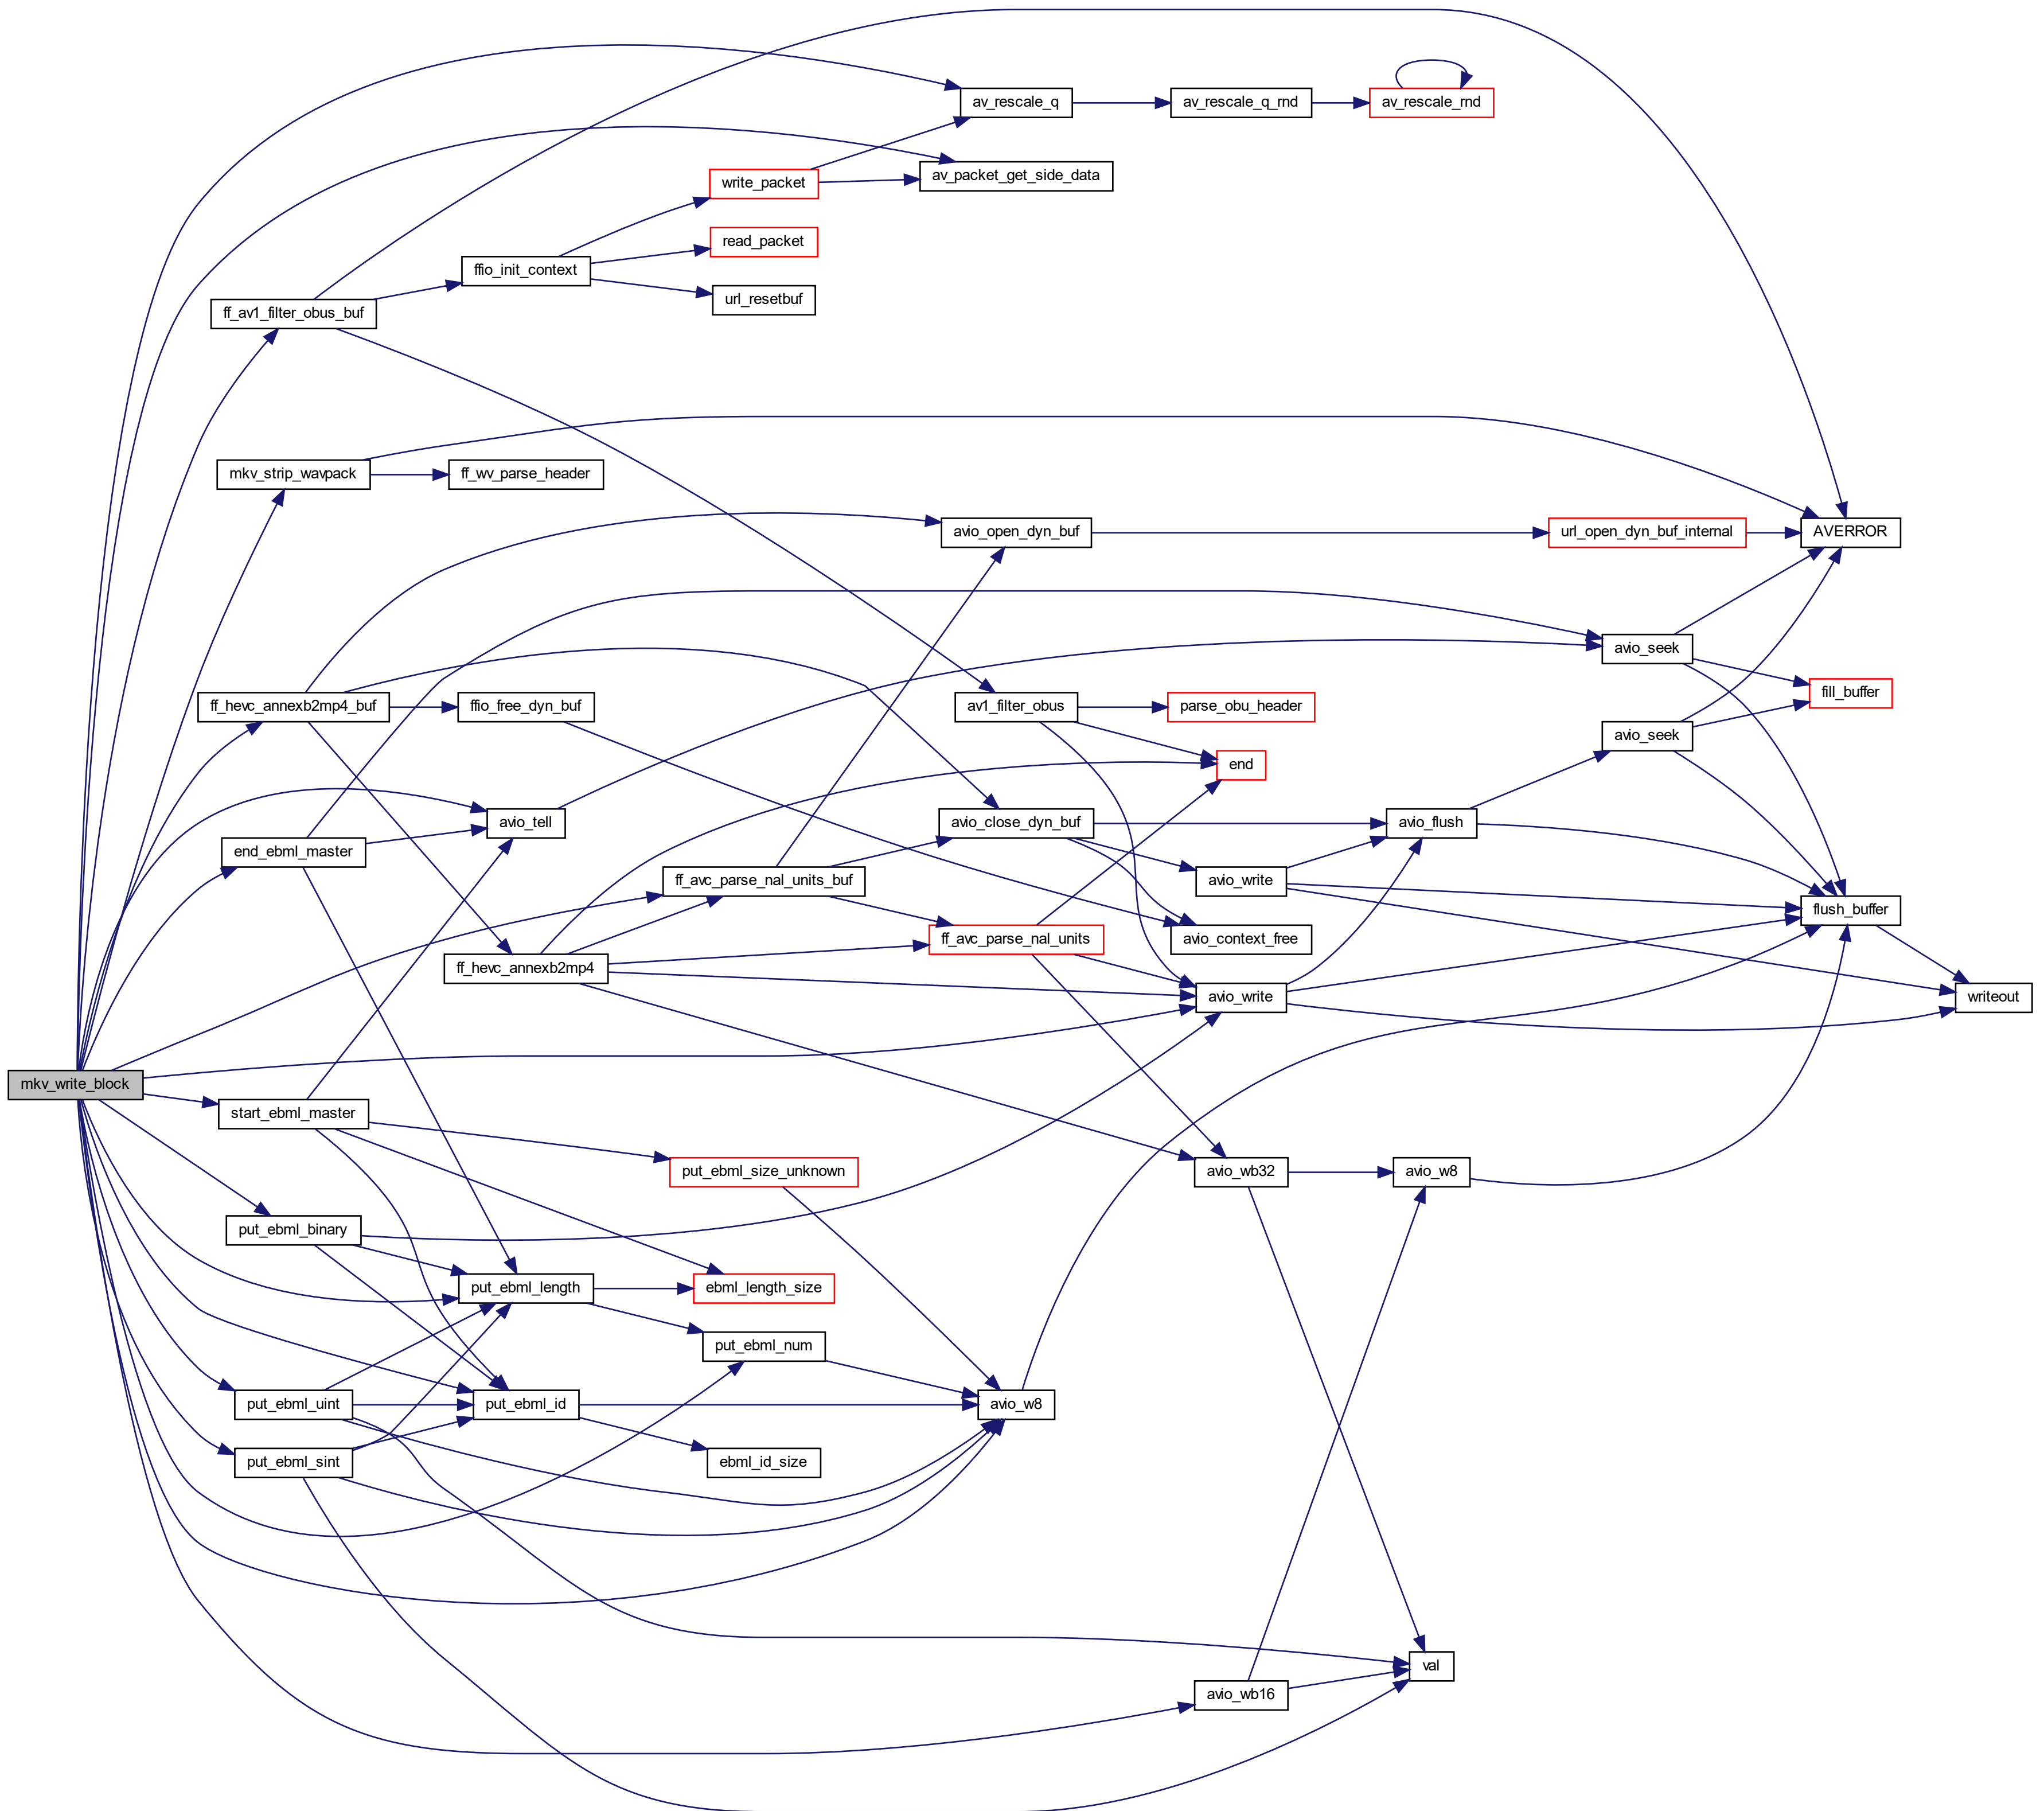 av_rescale_q
av_rescale_q_rnd
av_rescale_rnd
av_packet_get_side_data
write_packet
read_packet
ffio_init_context
url_resetbuf
ff_av1_filter_obus_buf
mkv_strip_wavpack
ff_wv_parse_header
avio_open_dyn_buf
url_open_dyn_buf_internal
AVERROR
avio_seek
fill_buffer
ff_hevc_annexb2mp4_buf
ffio_free_dyn_buf
av1_filter_obus
parse_obu_header
avio_seek
end
avio_tell
avio_close_dyn_buf
avio_flush
end_ebml_master
ff_avc_parse_nal_units_buf
avio_write
flush_buffer
ff_avc_parse_nal_units
avio_context_free
ff_hevc_annexb2mp4
avio_write
writeout
mkv_write_block
start_ebml_master
put_ebml_size_unknown
avio_wb32
avio_w8
put_ebml_binary
put_ebml_length
ebml_length_size
put_ebml_num
put_ebml_uint
put_ebml_id
avio_w8
put_ebml_sint
ebml_id_size
val
avio_wb16